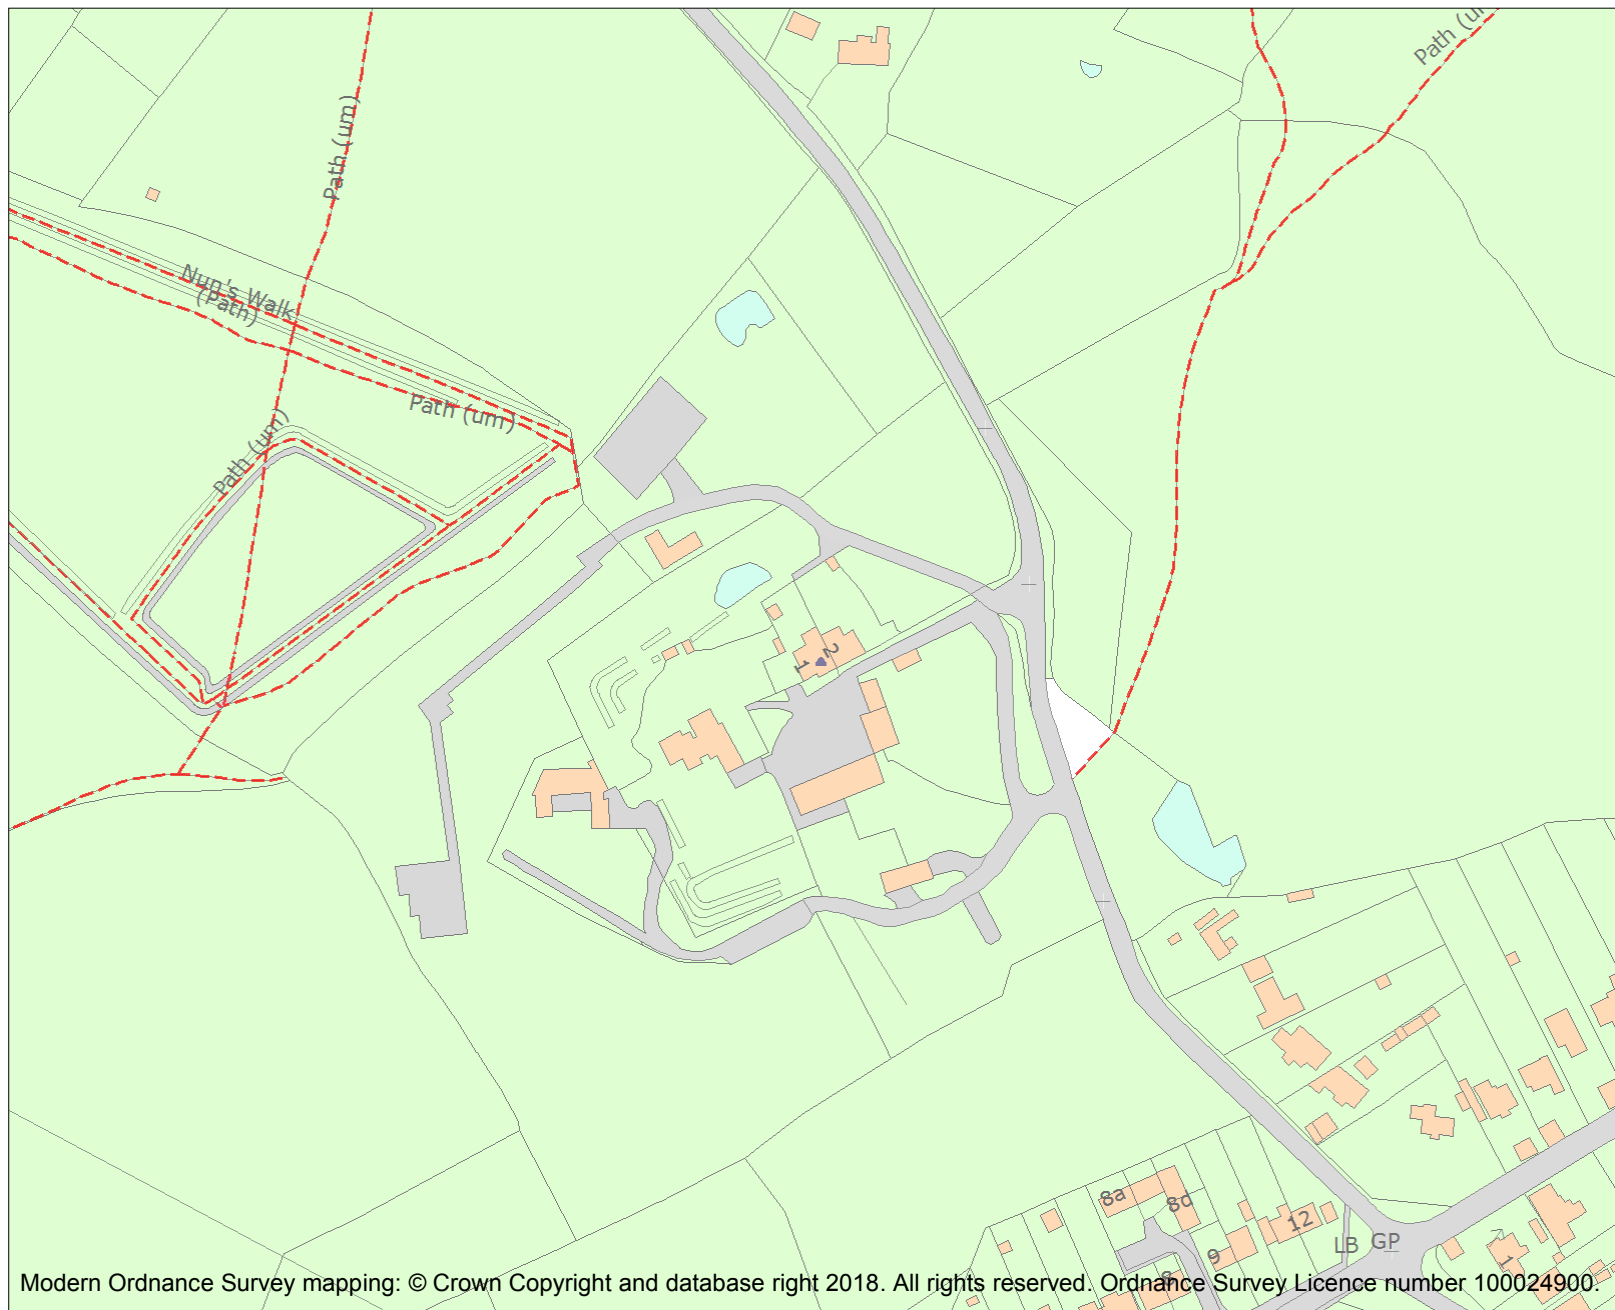 Path (um)
Path (u
Nun's Walk
(Path)
Path (um)
Path (um)
2
1
8a
8d
12
9
LB
GP
1
Modern Ordnance Survey mapping: © Crown Copyright and database right 2018. All rights reserved. Ordnance Survey Licence number 100024900.